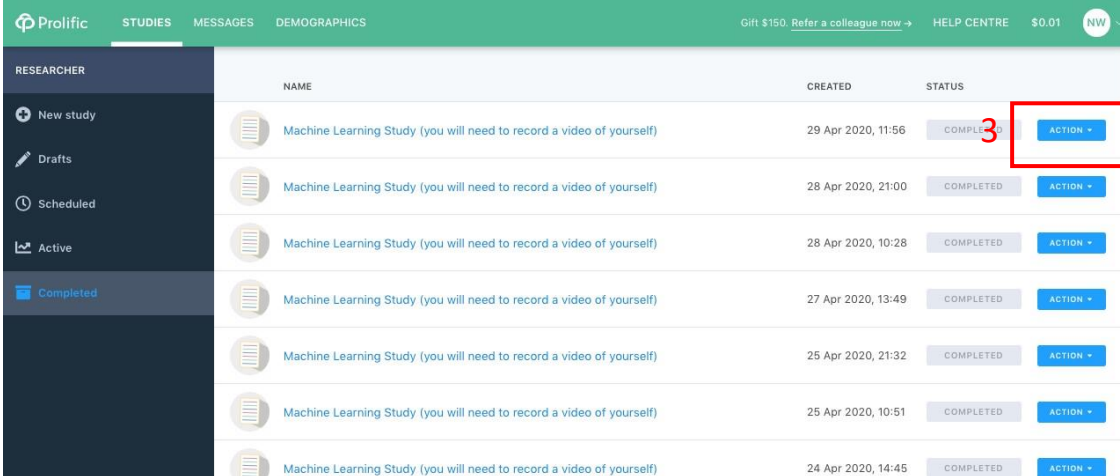 Prolific STUDIES MESSAGES DEMOGRAPHICS Gift $150. Refer a colleague now → HELP CENTRE $0.01 NW
RESEARCHER
New study
Drafts
Scheduled
Active
Completed
NAME CREATED STATUS
Machine Learning Study (you will need to record a video of yourself) 29 Apr 2020, 11:56 COMPLETED 3 ACTION
Machine Learning Study (you will need to record a video of yourself) 28 Apr 2020, 21:00 COMPLETED ACTION
Machine Learning Study (you will need to record a video of yourself) 28 Apr 2020, 10:28 COMPLETED ACTION
Machine Learning Study (you will need to record a video of yourself) 27 Apr 2020, 13:49 COMPLETED ACTION
Machine Learning Study (you will need to record a video of yourself) 25 Apr 2020, 21:32 COMPLETED ACTION
Machine Learning Study (you will need to record a video of yourself) 25 Apr 2020, 10:51 COMPLETED ACTION
Machine Learning Study (you will need to record a video of yourself) 24 Apr 2020, 14:45 COMPLETED ACTION